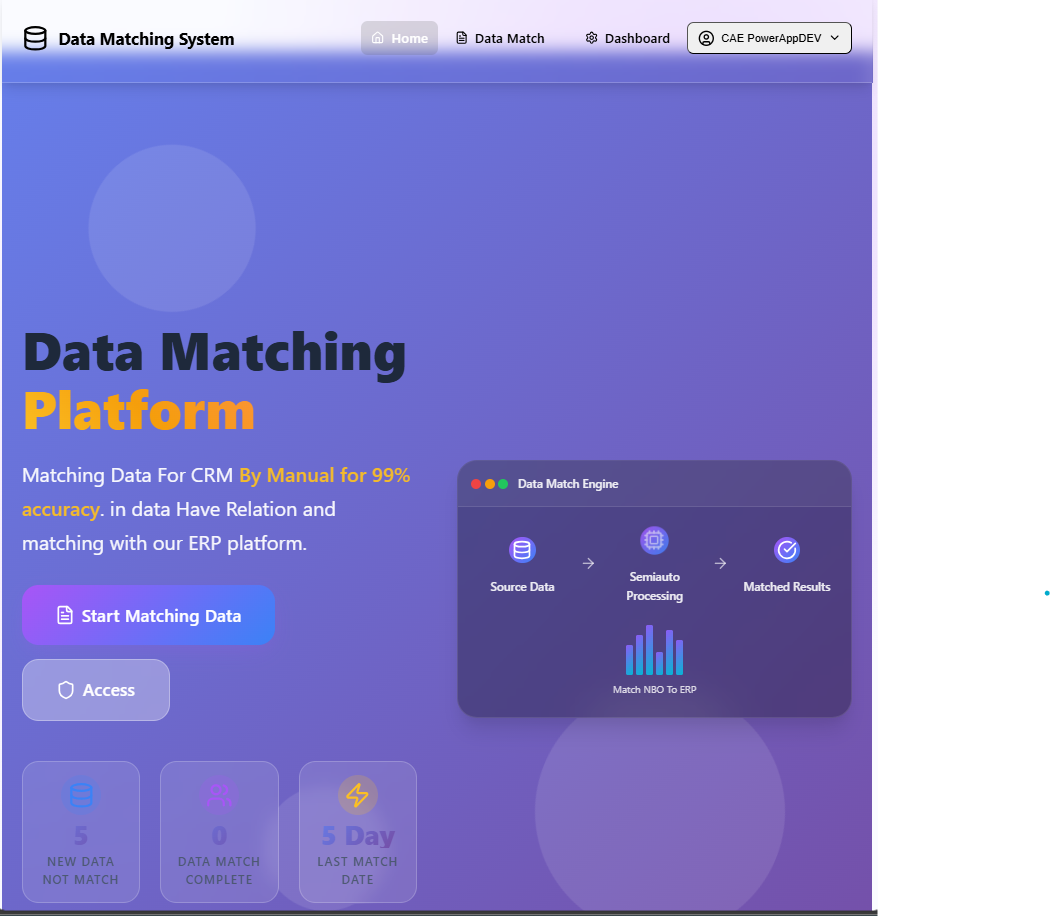 Data Matching System
Home
Data Match
Dashboard
CAE PowerAppDEV
Data Matching
Platform
Matching Data For CRM By Manual for 99%
accuracy. in data Have Relation and
matching with our ERP platform.
Start Matching Data
Access
Data Match Engine
Source Data
Semiauto
Processing
Matched Results
Match NBO To ERP
5
NEW DATA
NOT MATCH
0
DATA MATCH
COMPLETE
5 Day
LAST MATCH
DATE